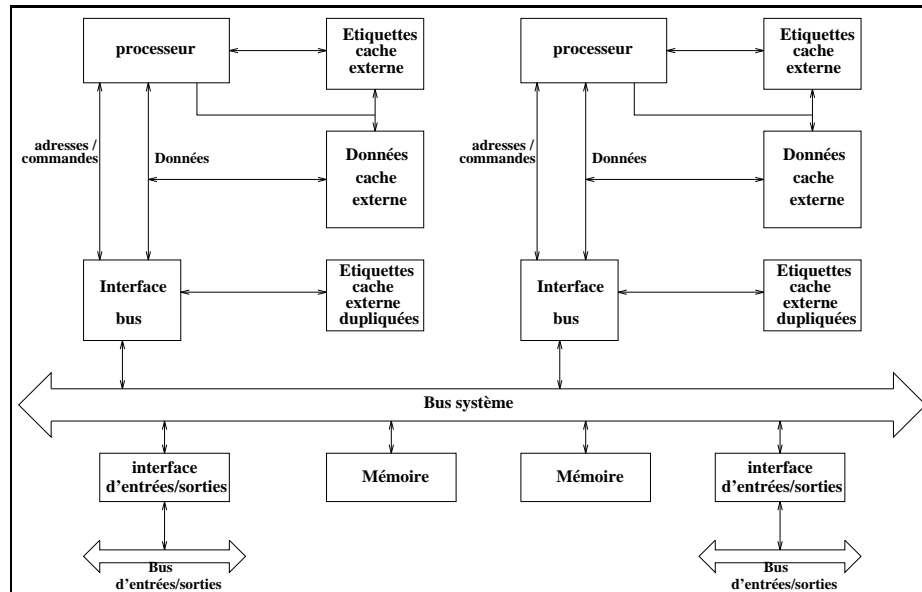 processeur
Etiquettes
cache
externe
adresses /
commandes
Données
Données
cache
externe
Interface
bus
Etiquettes
cache
externe
dupliquées
processeur
Etiquettes
cache
externe
adresses /
commandes
Données
Données
cache
externe
Interface
bus
Etiquettes
cache
externe
dupliquées
Bus système
interface
d'entrées/sorties
Mémoire
Mémoire
interface
d'entrées/sorties
Bus
d'entrées/sorties
Bus
d'entrées/sorties